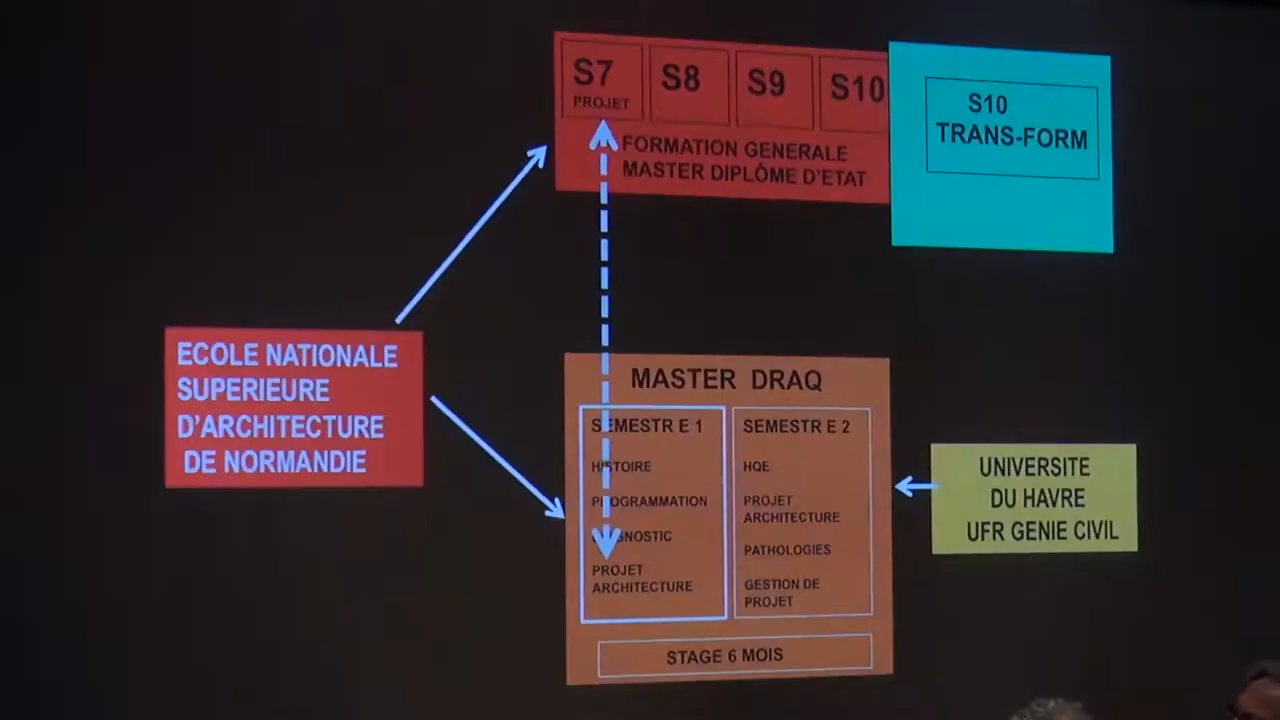 S7
PROJET
S8
S9
S10
FORMATION GENERALE
MASTER DIPLÔME D'ETAT
S10
TRANS-FORM
ECOLE NATIONALE
SUPERIEURE
D'ARCHITECTURE
DE NORMANDIE
MASTER DRAQ
SEMESTR E 1
HISTOIRE
PROGRAMMATION
DIAGNOSTIC
PROJET
ARCHITECTURE
SEMESTR E 2
HQE
PROJET
ARCHITECTURE
PATHOLOGIES
GESTION DE
PROJET
STAGE 6 MOIS
UNIVERSITE
DU HAVRE
UFR GENIE CIVIL